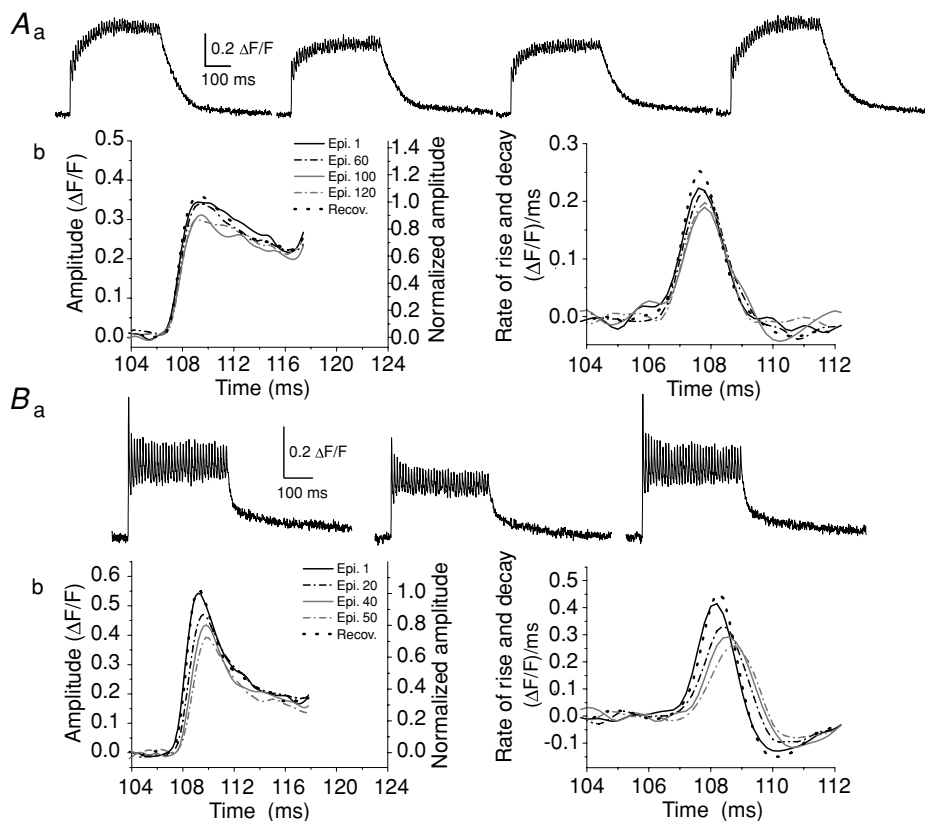 A a
0.2 ΔF/F
100 ms
b
Amplitude (ΔF/F)
0.5
0.4
0.3
0.2
0.1
0.0
Epi. 1
Epi. 60
Epi. 100
Epi. 120
Recov.
1.4
1.2
1.0
0.8
0.6
0.4
0.2
0.0
Normalized amplitude
104 108 112 116 120 124
Time (ms)
Rate of rise and decay
(ΔF/F)/ms
0.3
0.2
0.1
0.0
104 106 108 110 112
Time (ms)
B a
0.2 ΔF/F
100 ms
b
Amplitude (ΔF/F)
0.6
0.5
0.4
0.3
0.2
0.1
0.0
Epi. 1
Epi. 20
Epi. 40
Epi. 50
Recov.
1.0
0.8
0.6
0.4
0.2
0.0
Normalized amplitude
104 108 112 116 120 124
Time (ms)
Rate of rise and decay
(ΔF/F)/ms
0.5
0.4
0.3
0.2
0.1
0.0
-0.1
104 106 108 110 112
Time (ms)